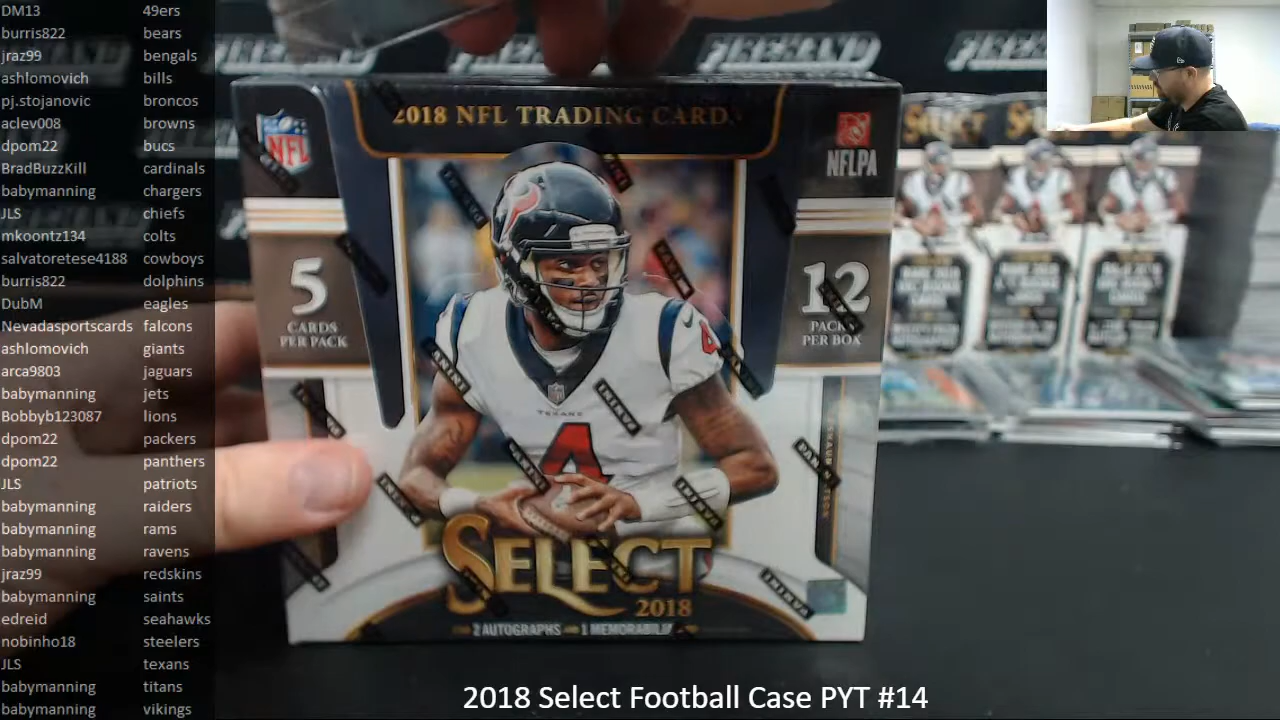 DM13 49ers
burris822 bears
jraz99 bengals
ashlomovich bills
pj.stojanovic broncos
aclev008 browns
dpom22 bucs
BradBuzzKill cardinals
babymanning chargers
JLS chiefs
mkoontz134 colts
salvatoretese4188 cowboys
burris822 dolphins
DubM eagles
Nevadasportscards falcons
ashlomovich giants
arca9803 jaguars
babymanning jets
Bobbyb123087 lions
dpom22 packers
dpom22 panthers
JLS patriots
babymanning raiders
babymanning rams
babymanning ravens
jraz99 redskins
babymanning saints
edreid seahawks
nobinho18 steelers
JLS texans
babymanning titans
babymanning vikings
FIREHAND
2018 NFL TRADING CARDS
NFL
NFLPA
5
CARDS
PER PACK
12
PACKS
PER BOX
TEXANS
4
PANINI
SELECT
2018
2 AUTOGRAPHS 1 MEMORABILIA
SELECT
2018 Select Football Case PYT #14